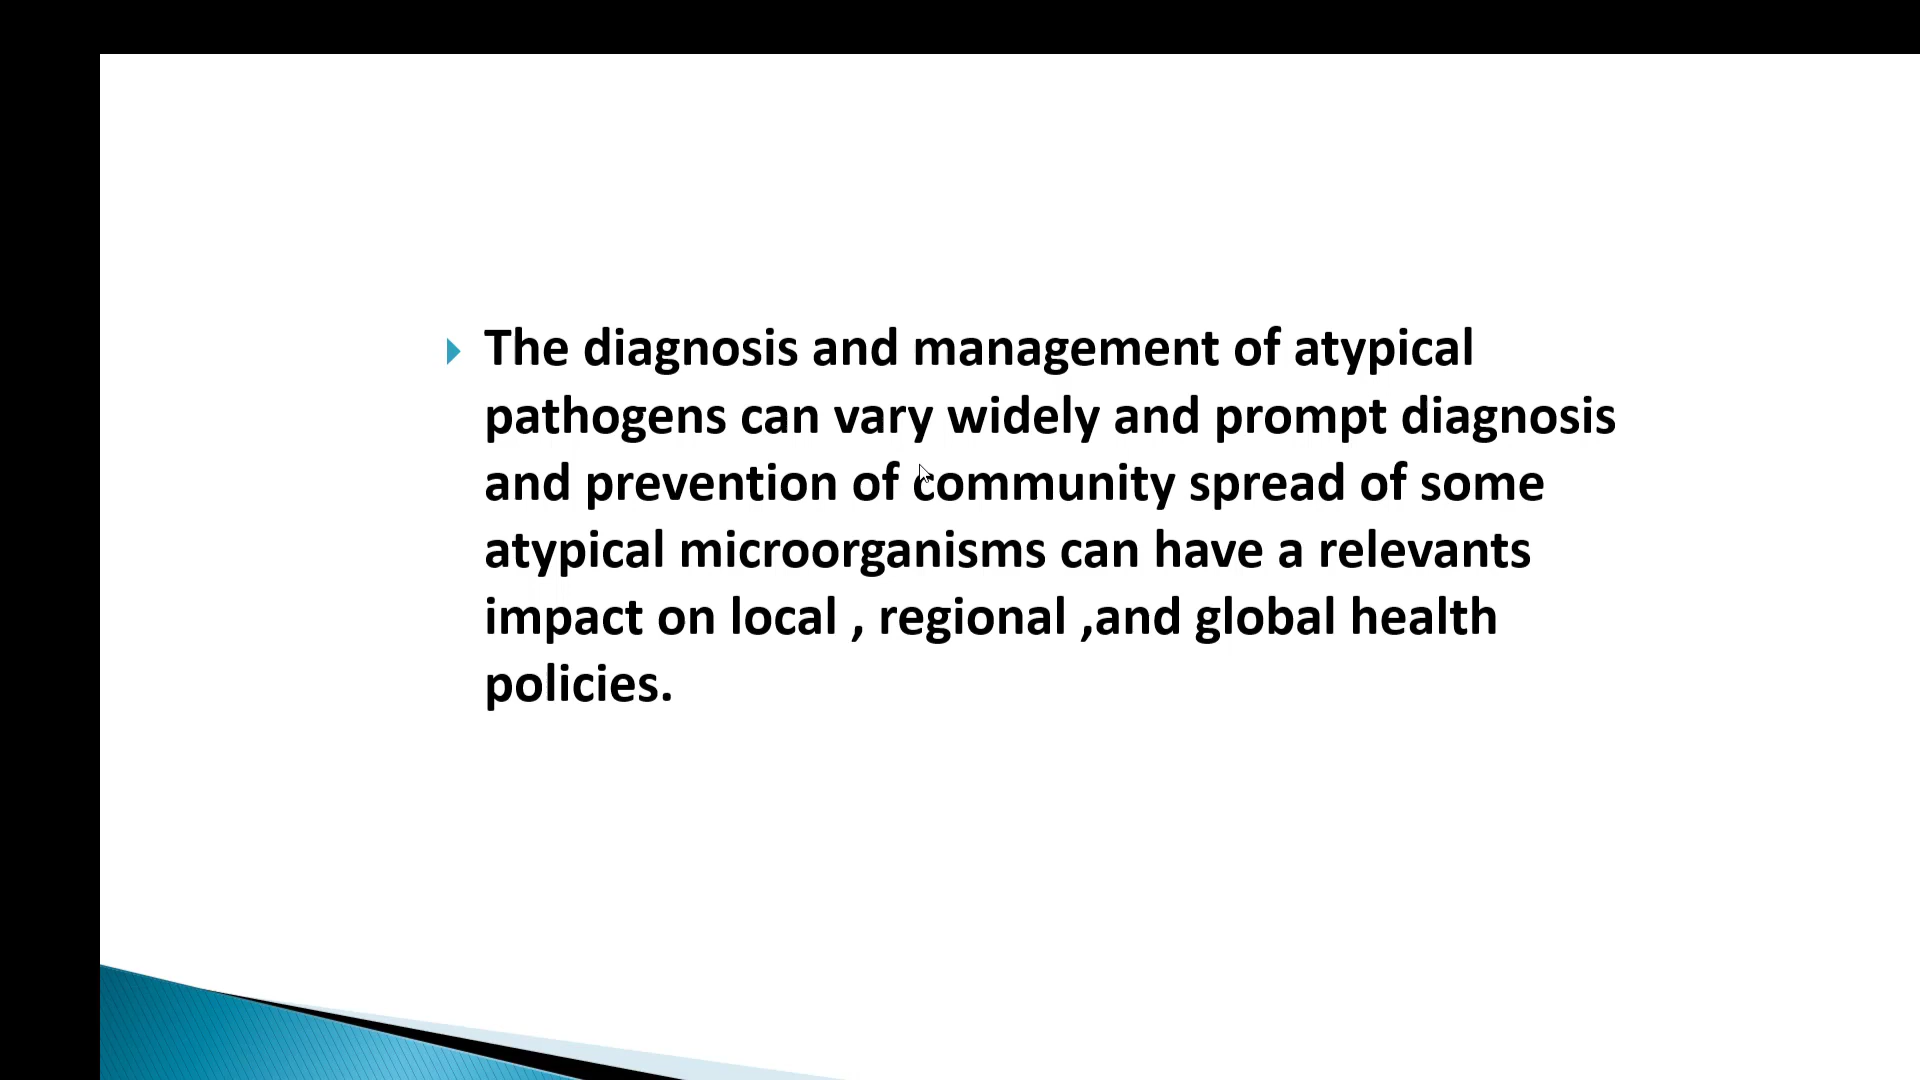 The diagnosis and management of atypical
pathogens can vary widely and prompt diagnosis
and prevention of community spread of some
atypical microorganisms can have a relevants
impact on local , regional ,and global health
policies.